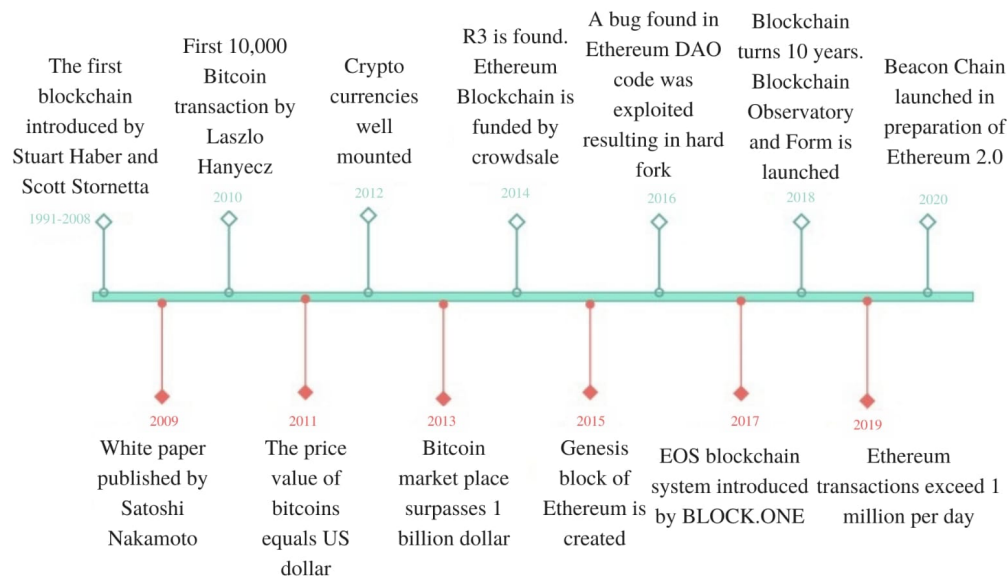 The first
blockchain
introduced by
Stuart Haber and
Scott Stornetta
1991-2008
First 10,000
Bitcoin
transaction by
Laszlo
Hanyecz
2010
Crypto
currencies
well
mounted
2012
R3 is found.
Ethereum
Blockchain is
funded by
crowdsale
2014
A bug found in
Ethereum DAO
code was
exploited
resulting in hard
fork
2016
Blockchain
turns 10 years.
Blockchain
Observatory
and Form is
launched
2018
Beacon Chain
launched in
preparation of
Ethereum 2.0
2020
2009
White paper
published by
Satoshi
Nakamoto
2011
The price
value of
bitcoins
equals US
dollar
2013
Bitcoin
market place
surpasses 1
billion dollar
2015
Genesis
block of
Ethereum is
created
2017
EOS blockchain
system introduced
by BLOCK.ONE
2019
Ethereum
transactions exceed 1
million per day